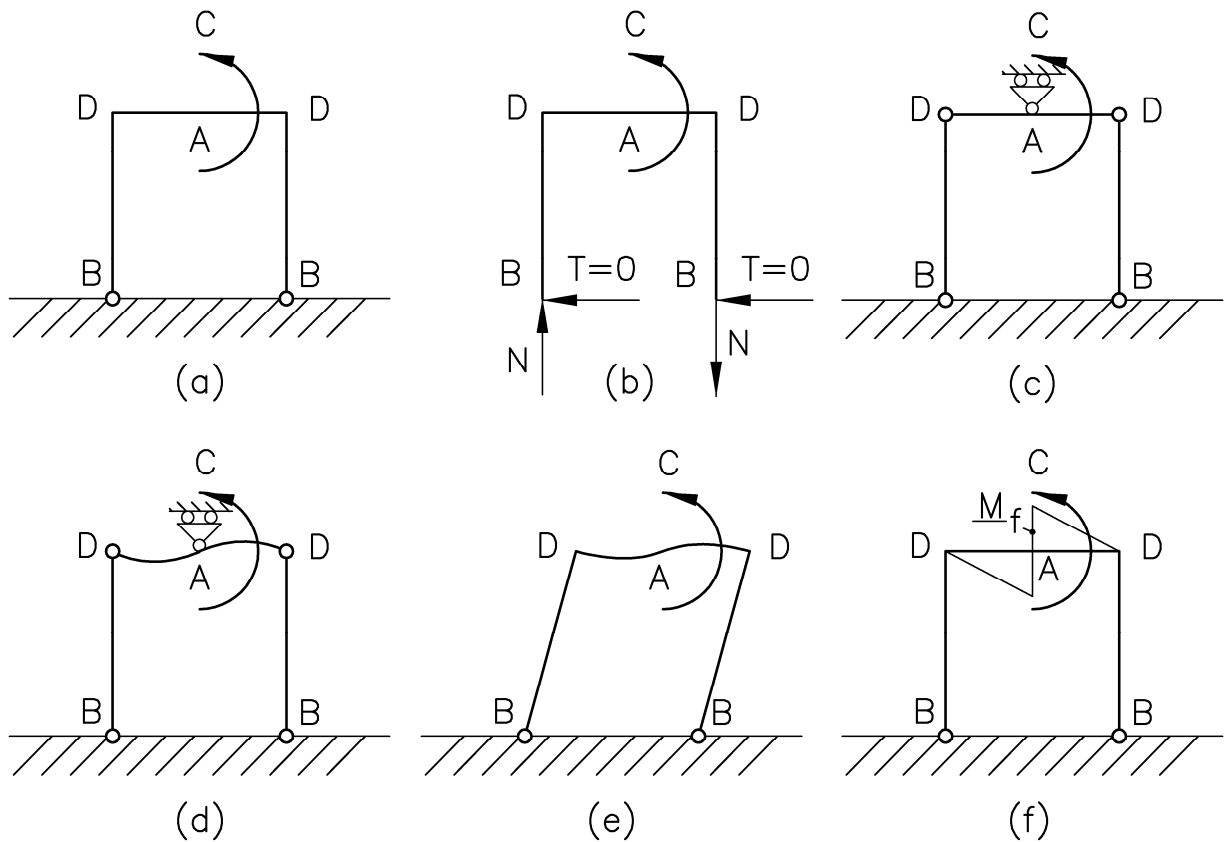 C C C
D D D D D D
A A A
B B B T=0 B T=0 B B
N N
(a) (b) (c)
C C C
D D D D M f D D
A A A
B B B B B B
(d) (e) (f)